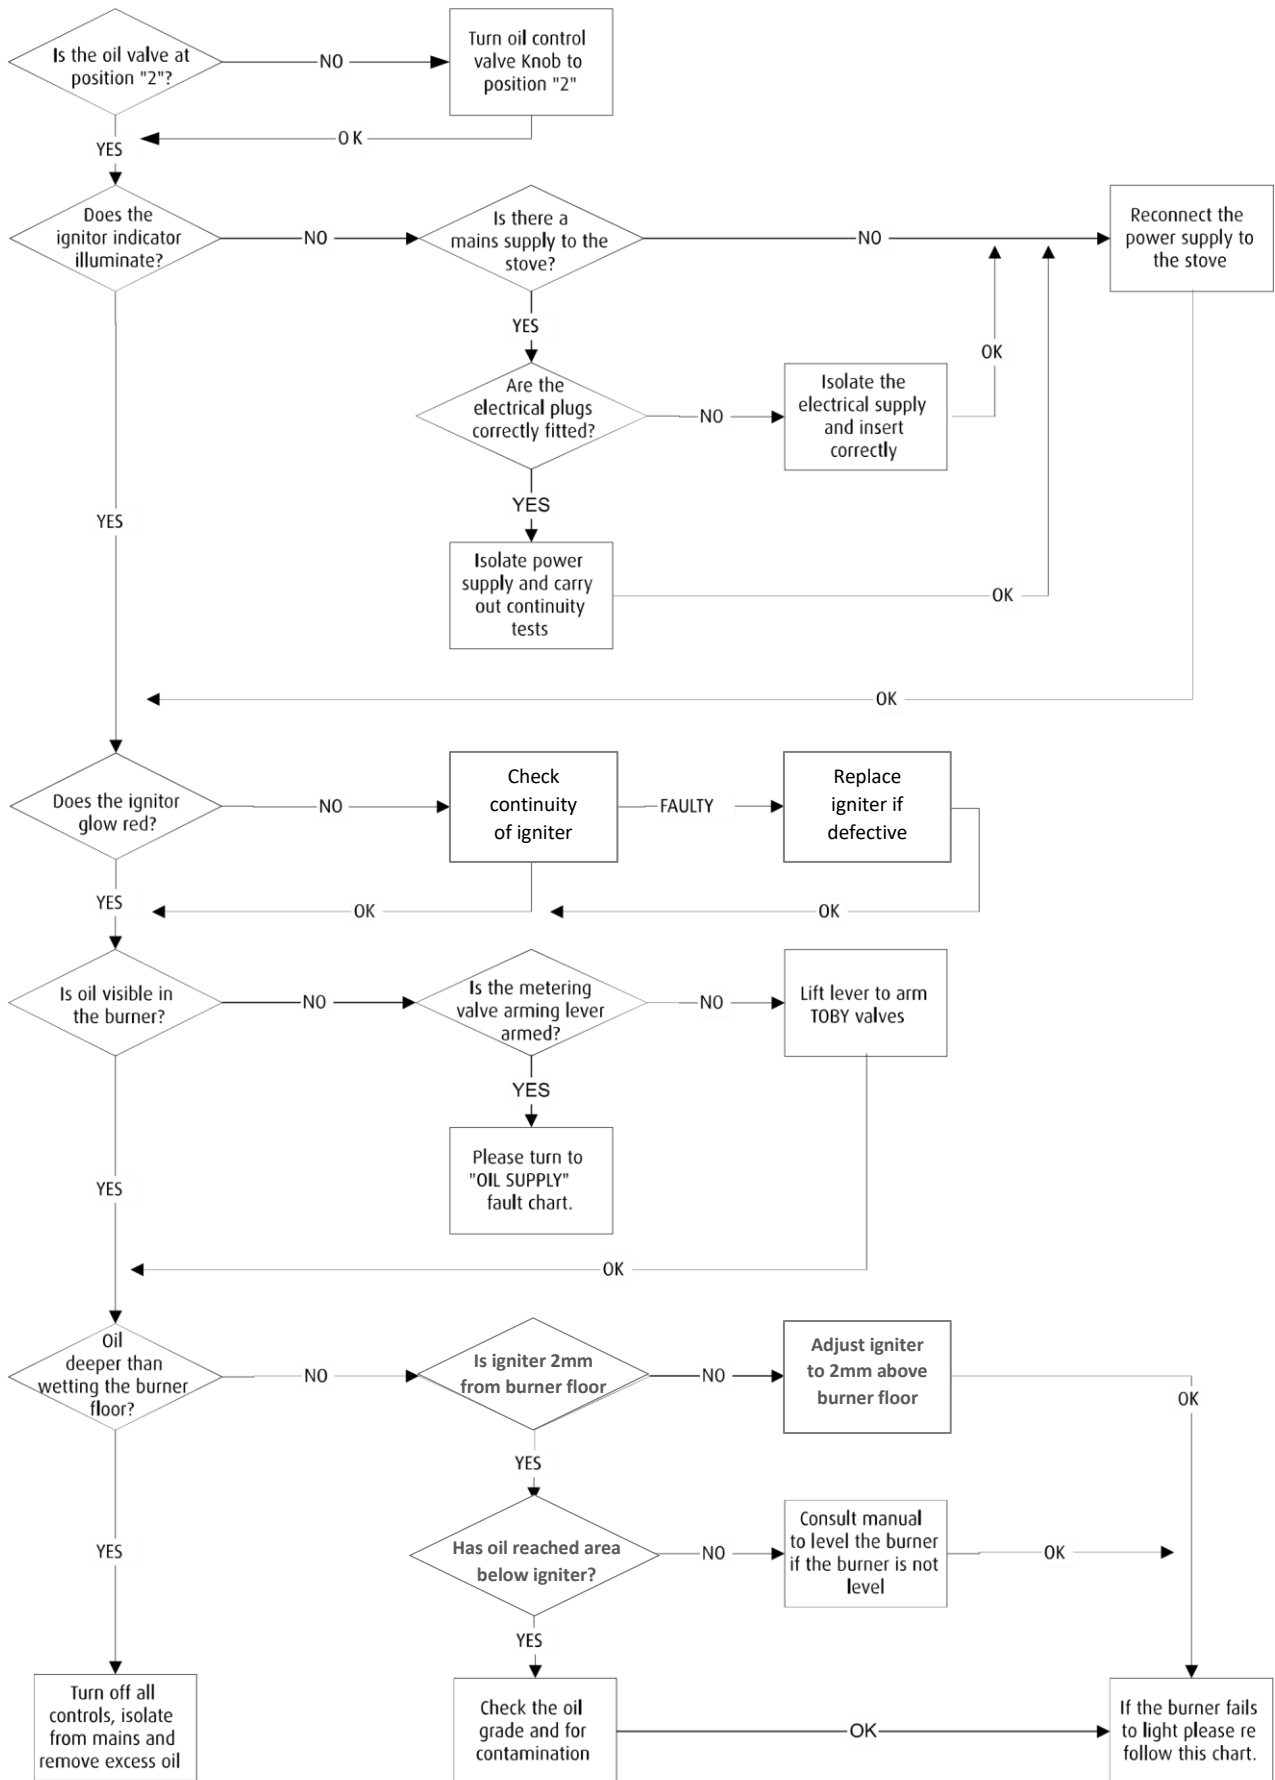 Is the oil valve at
position "2"?
NO
Turn oil control
valve Knob to
position "2"
O K
YES
Does the
ignitor indicator
illuminate?
NO
Is there a
mains supply to the
stove?
NO
Reconnect the
power supply to
the stove
YES
OK
Are the
electrical plugs
correctly fitted?
NO
Isolate the
electrical supply
and insert
correctly
YES
YES
Isolate power
supply and carry
out continuity
tests
OK
OK
Does the ignitor
glow red?
NO
Check
continuity
of igniter
FAULTY
Replace
igniter if
defective
YES
OK
OK
Is oil visible in
the burner?
NO
Is the metering
valve arming lever
armed?
NO
Lift lever to arm
TOBY valves
YES
Please turn to
"OIL SUPPLY"
fault chart.
YES
OK
Oil
deeper than
wetting the burner
floor?
NO
Is igniter 2mm
from burner floor
NO
Adjust igniter
to 2mm above
burner floor
OK
YES
YES
Has oil reached area
below igniter?
NO
Consult manual
to level the burner
if the burner is not
level
OK
YES
Turn off all
controls, isolate
from mains and
remove excess oil
Check the oil
grade and for
contamination
OK
If the burner fails
to light please re
follow this chart.